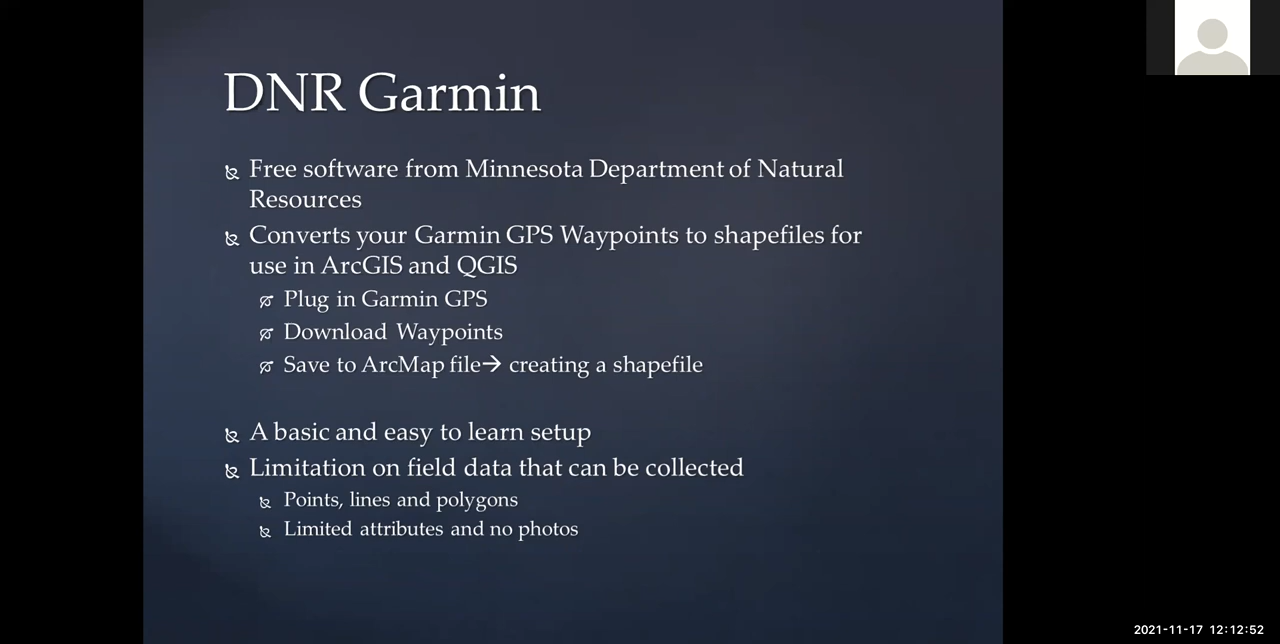 DNR Garmin
Free software from Minnesota Department of Natural
Resources
Converts your Garmin GPS Waypoints to shapefiles for
use in ArcGIS and QGIS
Plug in Garmin GPS
Download Waypoints
Save to ArcMap file→ creating a shapefile
A basic and easy to learn setup
Limitation on field data that can be collected
Points, lines and polygons
Limited attributes and no photos
2021-11-17 12:12:52